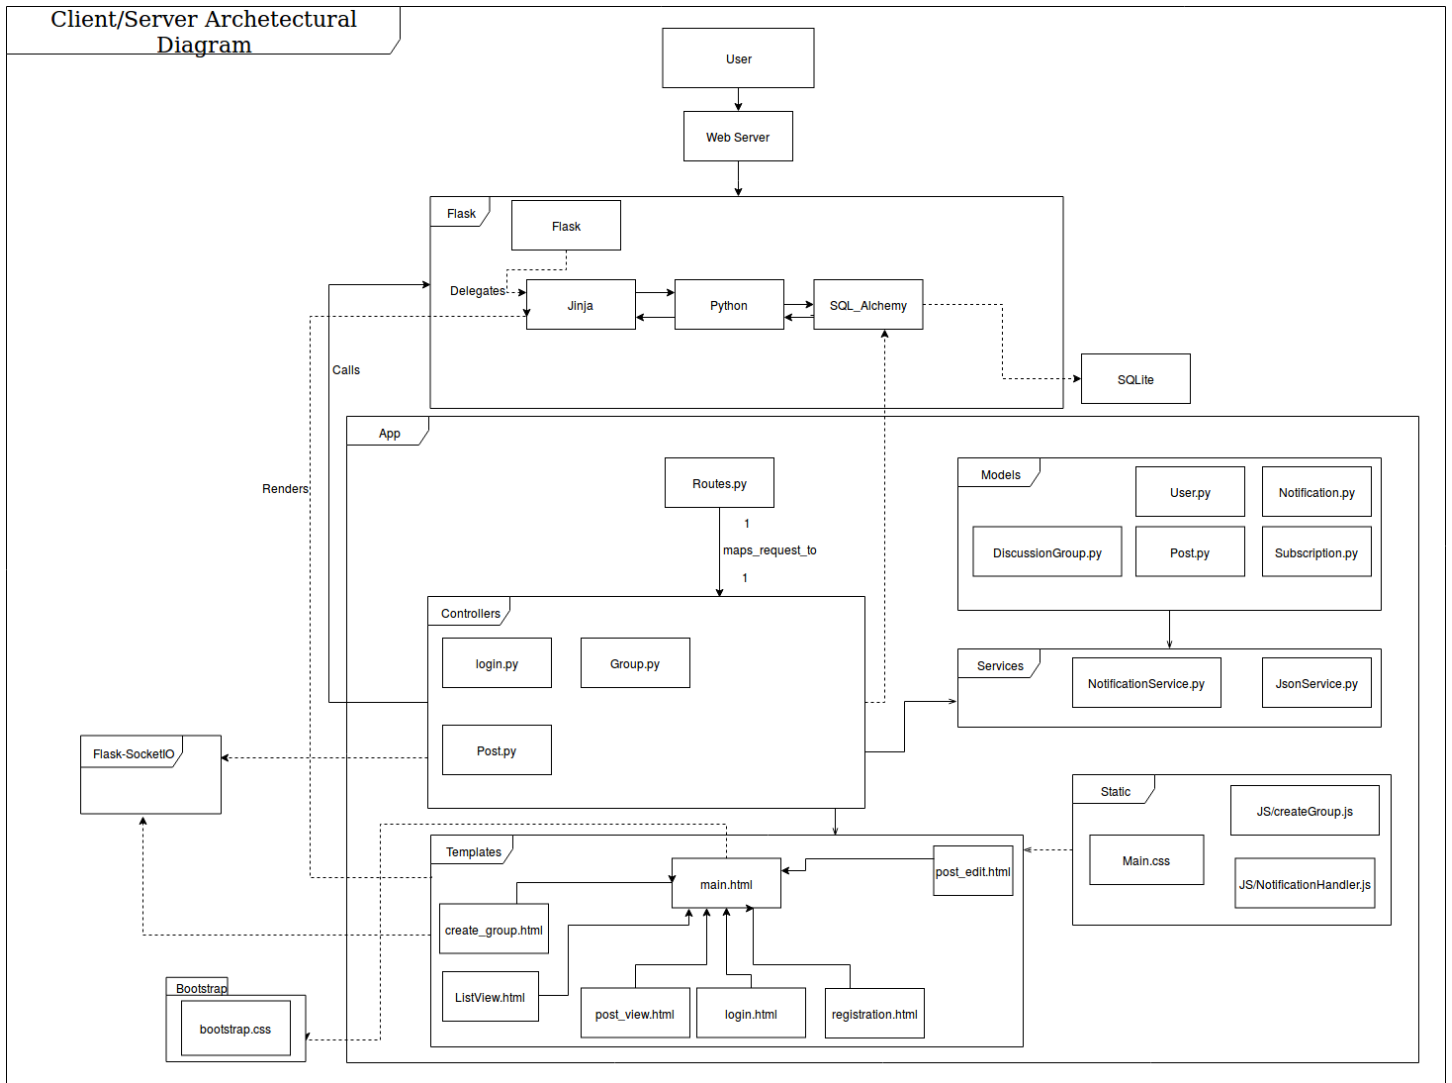 Client/Server Archetectural
Diagram
User
Web Server
Flask
Flask
Delegates
Jinja
Python
SQL_Alchemy
Calls
SQLite
App
Renders
Routes.py
1
maps_request_to
1
Models
User.py
Notification.py
DiscussionGroup.py
Post.py
Subscription.py
Controllers
login.py
Group.py
Post.py
Services
NotificationService.py
JsonService.py
Flask-SocketIO
Static
JS/createGroup.js
Main.css
JS/NotificationHandler.js
Templates
main.html
post_edit.html
create_group.html
ListView.html
post_view.html
login.html
registration.html
Bootstrap
bootstrap.css